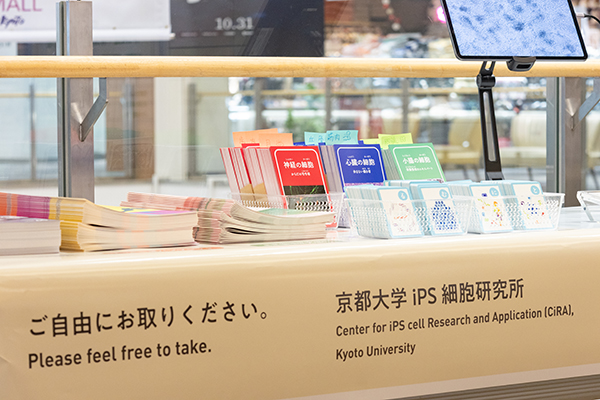 MALL
10.31
神経の細胞
心臓の細胞
小腸の細胞
ご自由にお取りください。
Please feel free to take.
京都大学 iPS 細胞研究所
Center for iPS cell Research and Application (CiRA),
Kyoto University